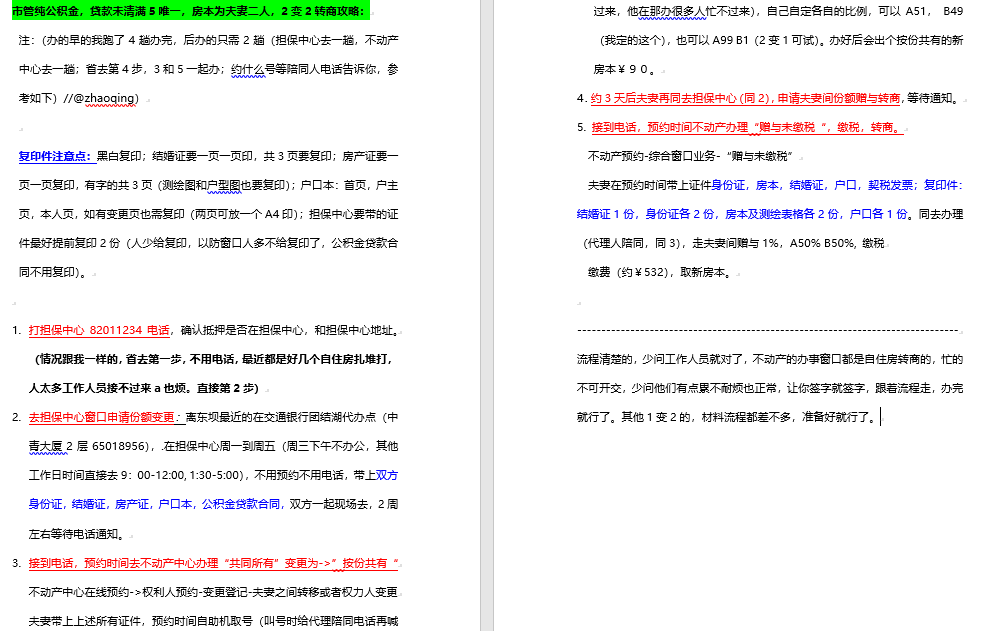 市管纯公积金，贷款未清满 5 唯一，房本为夫妻二人，2 变 2 转商攻略：
注：（办的早的我跑了 4 趟办完，后办的只需 2 趟（担保中心去一趟，不动产
中心去一趟；省去第 4 步，3 和 5 一起办；约什么号等陪同人电话告诉你，参
考如下）//@zhaoqing）
复印件注意点：黑白复印；结婚证要一页一页印，共 3 页要复印；房产证要一
页一页复印，有字的共 3 页（测绘图和户型图也要复印）；户口本：首页，户主
页，本人页，如有变更页也需复印（两页可放一个 A4 印）；担保中心要带的证
件最好提前复印 2 份（人少给复印，以防窗口人多不给复印了，公积金贷款合
同不用复印）。
1. 打担保中心 82011234 电话，确认抵押是否在担保中心，和担保中心地址。
（情况跟我一样的，省去第一步，不用电话，最近都是好几个自住房扎堆打，
人太多工作人员接不过来 a 也烦。直接第 2 步）
2. 去担保中心窗口申请份额变更：离东坝最近的在交通银行团结湖代办点（中
青大厦 2 层 65018956），.在担保中心周一到周五（周三下午不办公，其他
工作日时间直接去 9：00-12:00, 1:30-5:00），不用预约不用电话，带上双方
身份证，结婚证，房产证，户口本，公积金贷款合同，双方一起现场去，2 周
左右等待电话通知。
3. 接到电话，预约时间去不动产中心办理“共同所有”变更为->”按份共有“
不动产中心在线预约->权利人预约-变更登记-夫妻之间转移或者权力人变更
夫妻带上上述所有证件，预约时间自助机取号（叫号时给代理陪同电话再喊
过来，他在那办很多人忙不过来），自己自定各自的比例，可以 A51， B49
（我定的这个），也可以 A99 B1（2 变 1 可试）。办好后会出个按份共有的新
房本￥９０。
4. 约 3 天后夫妻再同去担保中心 (同 2) ，申请夫妻间份额赠与转商，等待通知。
5. 接到电话，预约时间不动产办理“赠与未缴税“，缴税，转商。
不动产预约-综合窗口业务-“赠与未缴税”
夫妻在预约时间带上证件身份证，房本，结婚证，户口，契税发票；复印件：
结婚证 1 份，身份证各 2 份，房本及测绘表格各 2 份，户口各 1 份。同去办理
（代理人陪同，同 3），走夫妻间赠与 1%，A50% B50%, 缴税
缴费（约￥532），取新房本。
--------------------------------------------------------------------------------
流程清楚的，少问工作人员就对了，不动产的办事窗口都是自住房转商的，忙的
不可开交，少问他们有点累不耐烦也正常，让你签字就签字，跟着流程走，办完
就行了。其他 1 变 2 的，材料流程都差不多，准备好就行了。